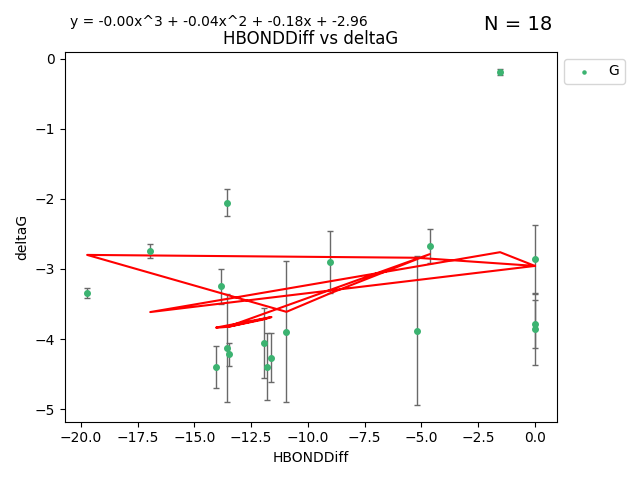 y = -0.00x^3 + -0.04x^2 + -0.18x + -2.96
N = 18
HBONDDiff vs deltaG
G
0
−1
−2
−3
−4
−5
deltaG
−20.0 −17.5 −15.0 −12.5 −10.0 −7.5 −5.0 −2.5 0.0
HBONDDiff